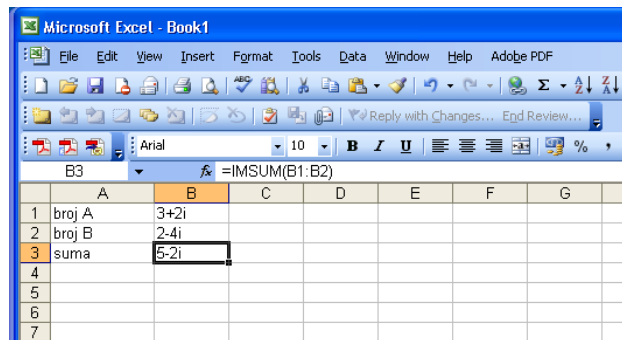 Microsoft Excel - Book1
File Edit View Insert Format Tools Data Window Help Adobe PDF
Reply with Changes... End Review...
Arial 10 B I U %
B3 fx =IMSUM(B1:B2)
A B C D E F G
1 broj A 3+2i
2 broj B 2-4i
3 suma 5-2i
4
5
6
7